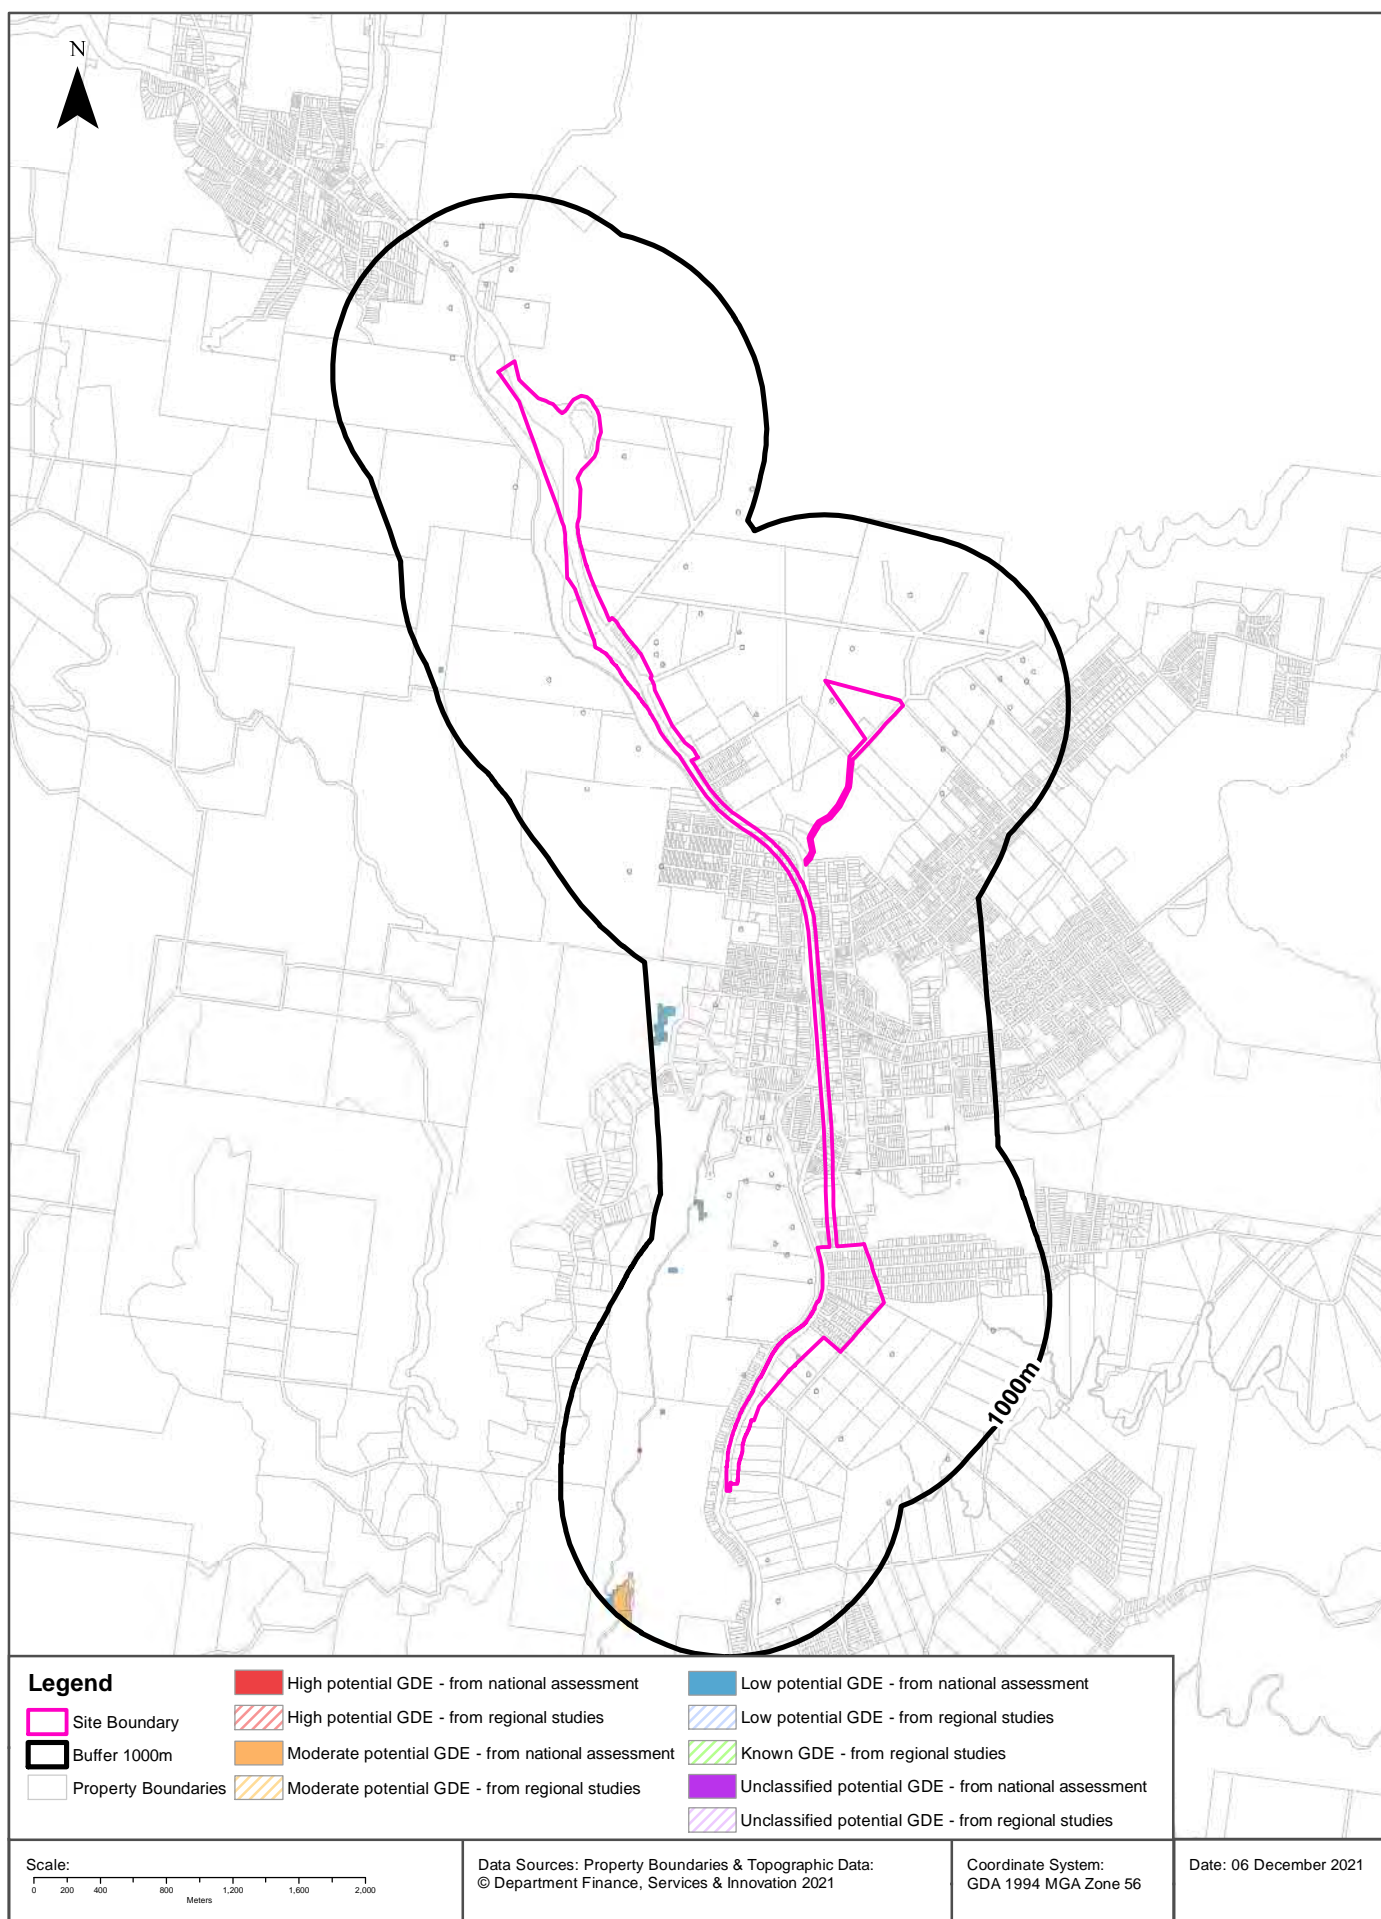 N
1000m
Legend
Site Boundary
Buffer 1000m
Property Boundaries
High potential GDE - from national assessment
High potential GDE - from regional studies
Moderate potential GDE - from national assessment
Moderate potential GDE - from regional studies
Low potential GDE - from national assessment
Low potential GDE - from regional studies
Known GDE - from regional studies
Unclassified potential GDE - from national assessment
Unclassified potential GDE - from regional studies
Scale:
0 200 400 800 1,200 1,600 2,000
Meters
Data Sources: Property Boundaries & Topographic Data:
© Department Finance, Services & Innovation 2021
Coordinate System:
GDA 1994 MGA Zone 56
Date: 06 December 2021